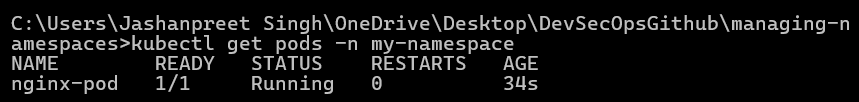 C:\Users\Jashanpreet Singh\OneDrive\Desktop\DevSecOpsGithub\managing-n
amespaces>kubectl get pods -n my-namespace
NAME        READY   STATUS    RESTARTS   AGE
nginx-pod   1/1     Running   0          34s